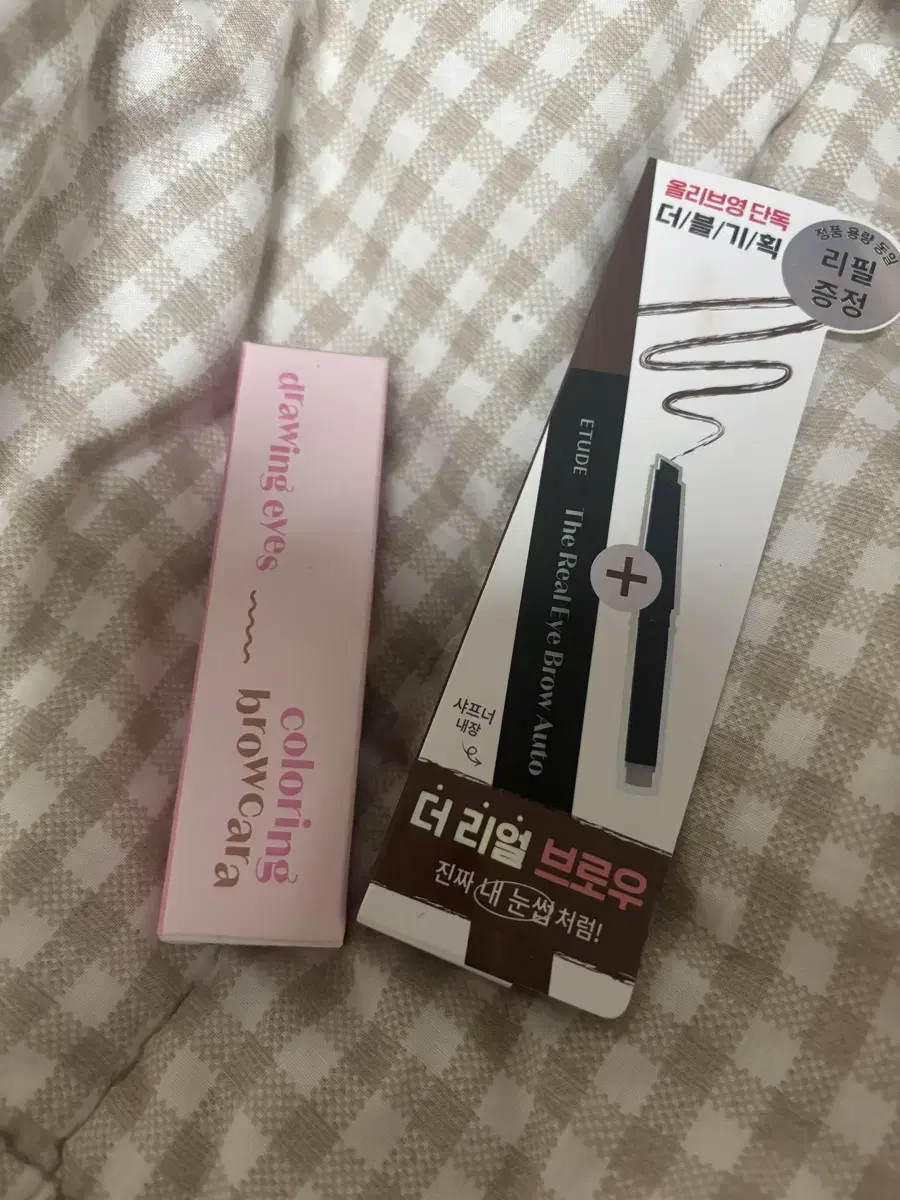 drawing eyes
coloring
browcara
올리브영 단독
더/블/기/획
정품 용량 동일
리필
증정
ETUDE
The Real Eye Brow Auto
+
샤프너
내장
더 리얼 브로우
진짜 내 눈썹 처럼!